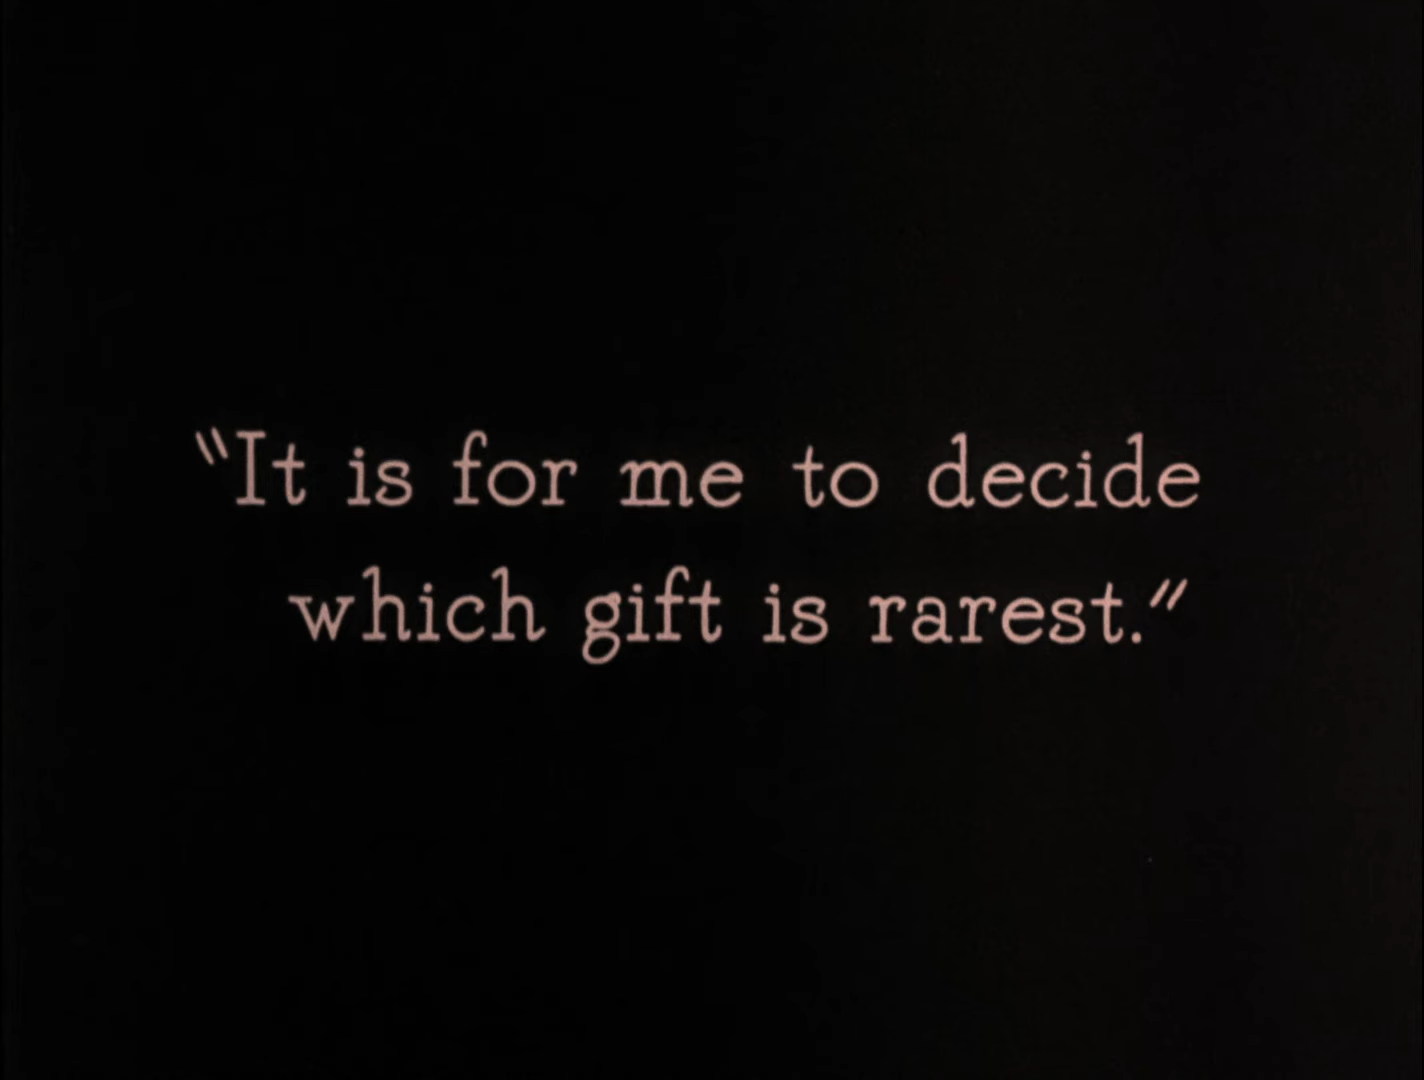 "It is for me to decide
which gift is rarest."